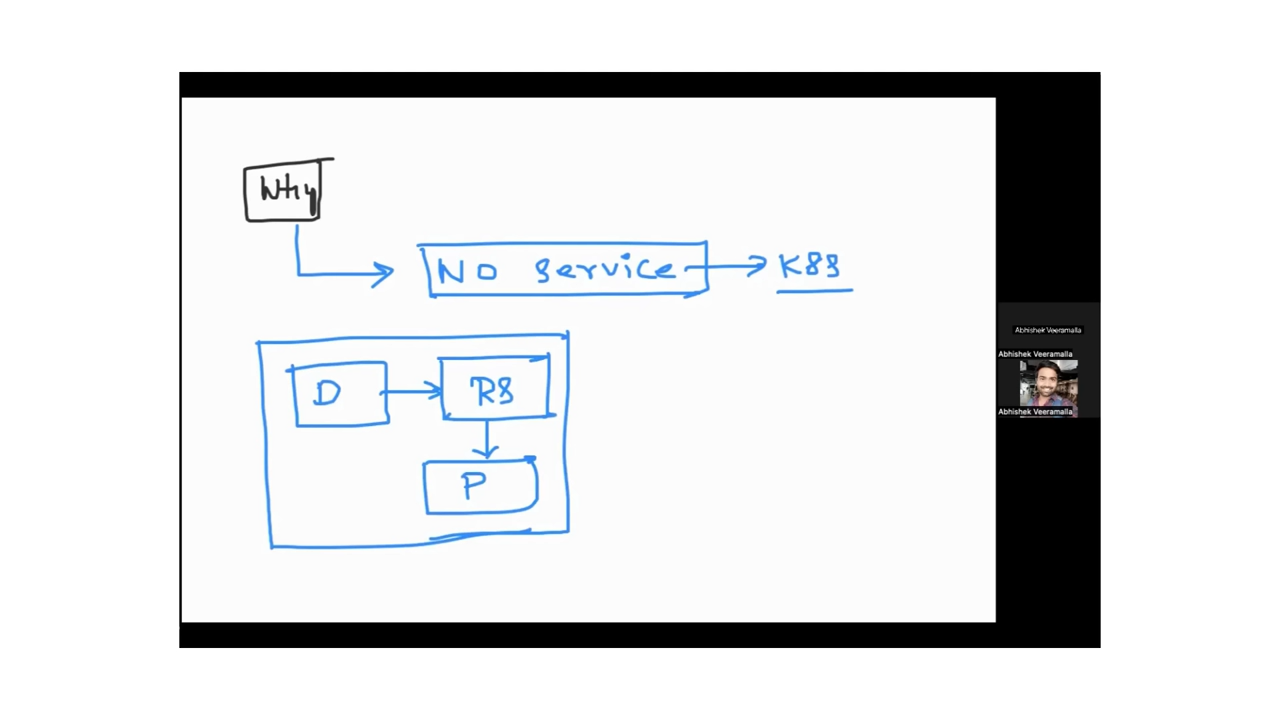 Why
NO service
K8s
D
RS
P
Abhishek Veeramalla
Abhishek Veeramalla
Abhishek Veeramalla